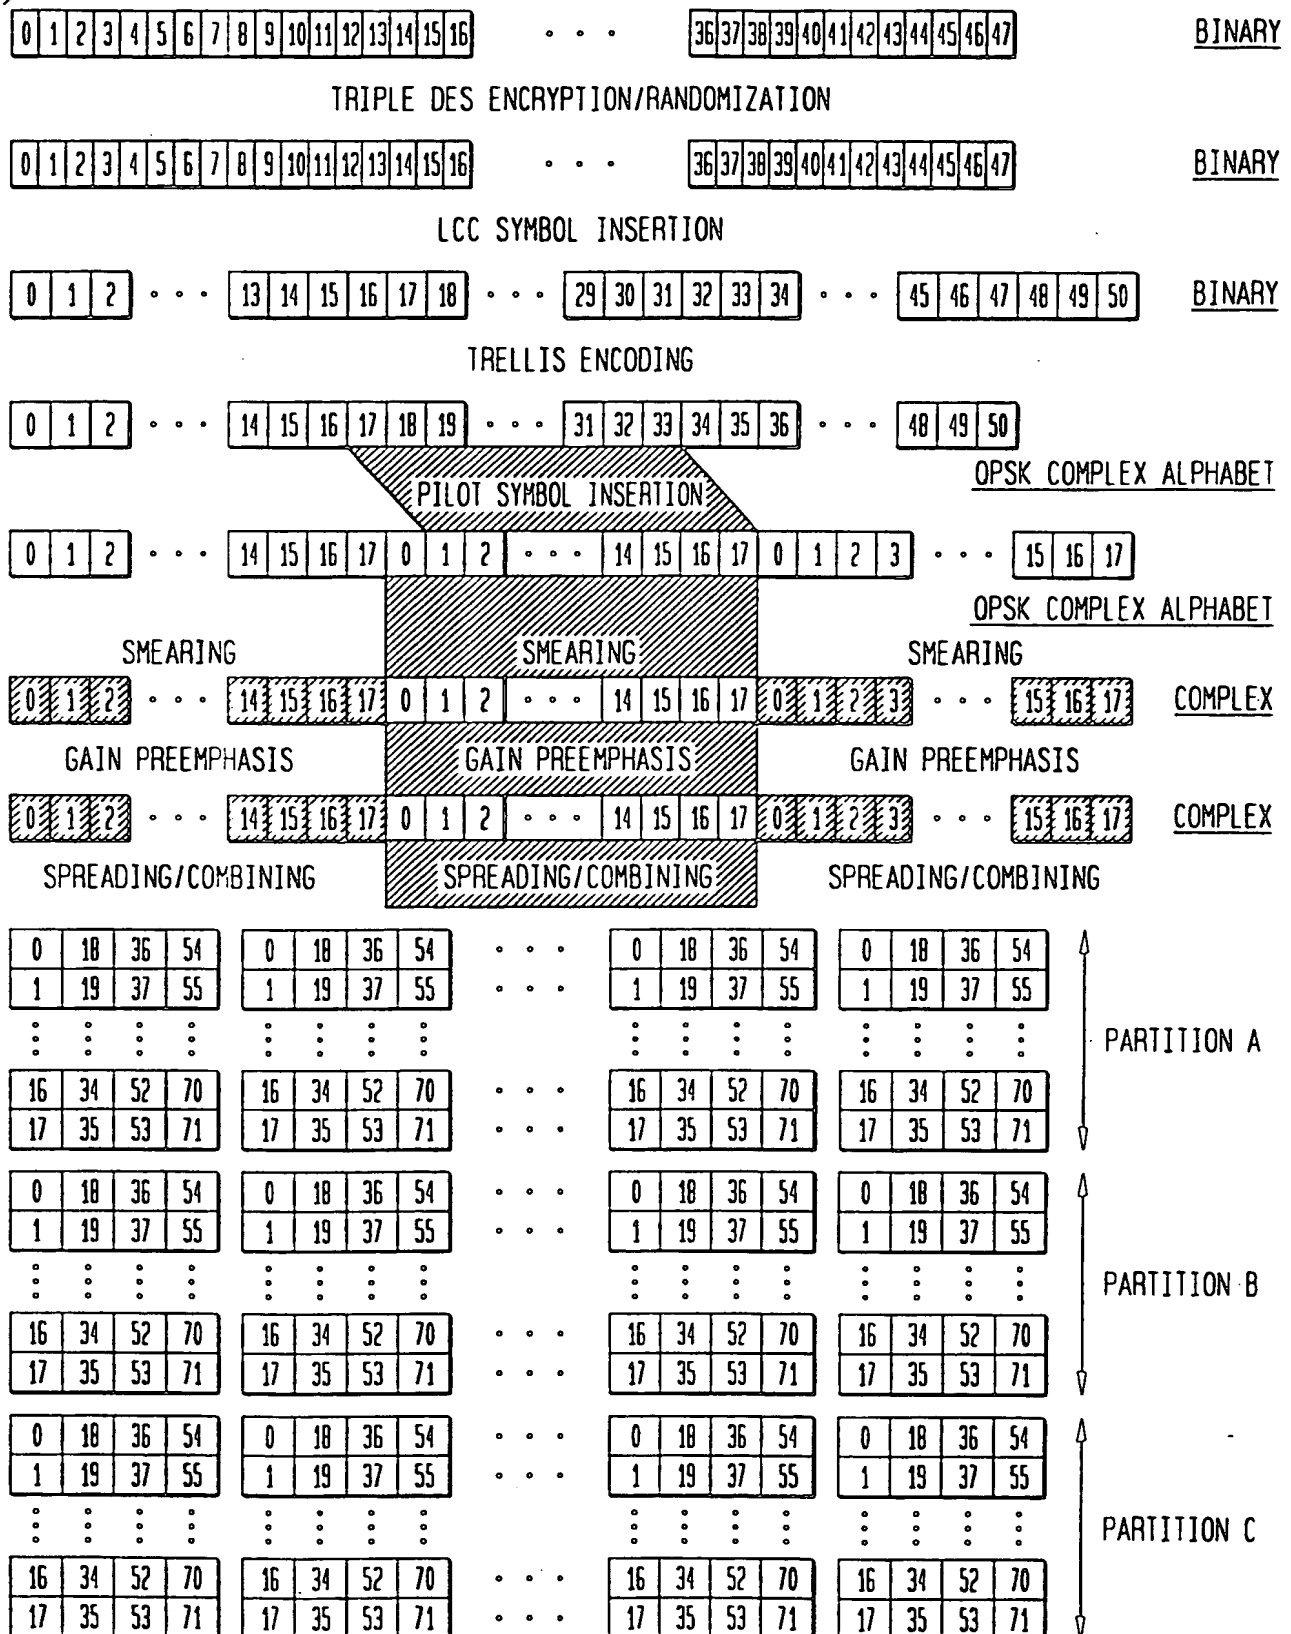 0 1 2 3 4 5 6 7 8 9 10 11 12 13 14 15 16 ∘ ∘ ∘ 36 37 38 39 40 41 42 43 44 45 46 47 BINARY
TRIPLE DES ENCRYPTION/RANDOMIZATION
0 1 2 3 4 5 6 7 8 9 10 11 12 13 14 15 16 ∘ ∘ ∘ 36 37 38 39 40 41 42 43 44 45 46 47 BINARY
LCC SYMBOL INSERTION
0 1 2 ∘ ∘ ∘ 13 14 15 16 17 18 ∘ ∘ ∘ 29 30 31 32 33 34 ∘ ∘ ∘ 45 46 47 48 49 50 BINARY
TRELLIS ENCODING
0 1 2 ∘ ∘ ∘ 14 15 16 17 18 19 ∘ ∘ ∘ 31 32 33 34 35 36 ∘ ∘ ∘ 48 49 50
QPSK COMPLEX ALPHABET
PILOT SYMBOL INSERTION
0 1 2 ∘ ∘ ∘ 14 15 16 17 0 1 2 ∘ ∘ ∘ 14 15 16 17 0 1 2 3 ∘ ∘ ∘ 15 16 17
QPSK COMPLEX ALPHABET
SMEARING SMEARING SMEARING
0 1 2 ∘ ∘ ∘ 14 15 16 17 0 1 2 ∘ ∘ ∘ 14 15 16 17 0 1 2 3 ∘ ∘ ∘ 15 16 17 COMPLEX
GAIN PREEMPHASIS GAIN PREEMPHASIS GAIN PREEMPHASIS
0 1 2 ∘ ∘ ∘ 14 15 16 17 0 1 2 ∘ ∘ ∘ 14 15 16 17 0 1 2 3 ∘ ∘ ∘ 15 16 17 COMPLEX
SPREADING/COMBINING SPREADING/COMBINING SPREADING/COMBINING
0 18 36 54 0 18 36 54 ∘ ∘ ∘ 0 18 36 54 0 18 36 54
1 19 37 55 1 19 37 55 ∘ ∘ ∘ 1 19 37 55 1 19 37 55
PARTITION A
16 34 52 70 16 34 52 70 ∘ ∘ ∘ 16 34 52 70 16 34 52 70
17 35 53 71 17 35 53 71 ∘ ∘ ∘ 17 35 53 71 17 35 53 71
0 18 36 54 0 18 36 54 ∘ ∘ ∘ 0 18 36 54 0 18 36 54
1 19 37 55 1 19 37 55 ∘ ∘ ∘ 1 19 37 55 1 19 37 55
PARTITION B
16 34 52 70 16 34 52 70 ∘ ∘ ∘ 16 34 52 70 16 34 52 70
17 35 53 71 17 35 53 71 ∘ ∘ ∘ 17 35 53 71 17 35 53 71
0 18 36 54 0 18 36 54 ∘ ∘ ∘ 0 18 36 54 0 18 36 54
1 19 37 55 1 19 37 55 ∘ ∘ ∘ 1 19 37 55 1 19 37 55
PARTITION C
16 34 52 70 16 34 52 70 ∘ ∘ ∘ 16 34 52 70 16 34 52 70
17 35 53 71 17 35 53 71 ∘ ∘ ∘ 17 35 53 71 17 35 53 71